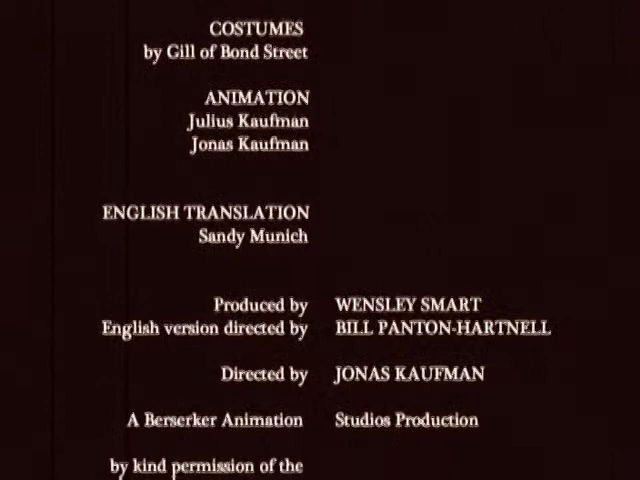 COSTUMES
by Gill of Bond Street
ANIMATION
Julius Kaufman
Jonas Kaufman
ENGLISH TRANSLATION
Sandy Munich
Produced by WENSLEY SMART
English version directed by BILL PANTON-HARTNELL
Directed by JONAS KAUFMAN
A Berserker Animation Studios Production
by kind permission of the